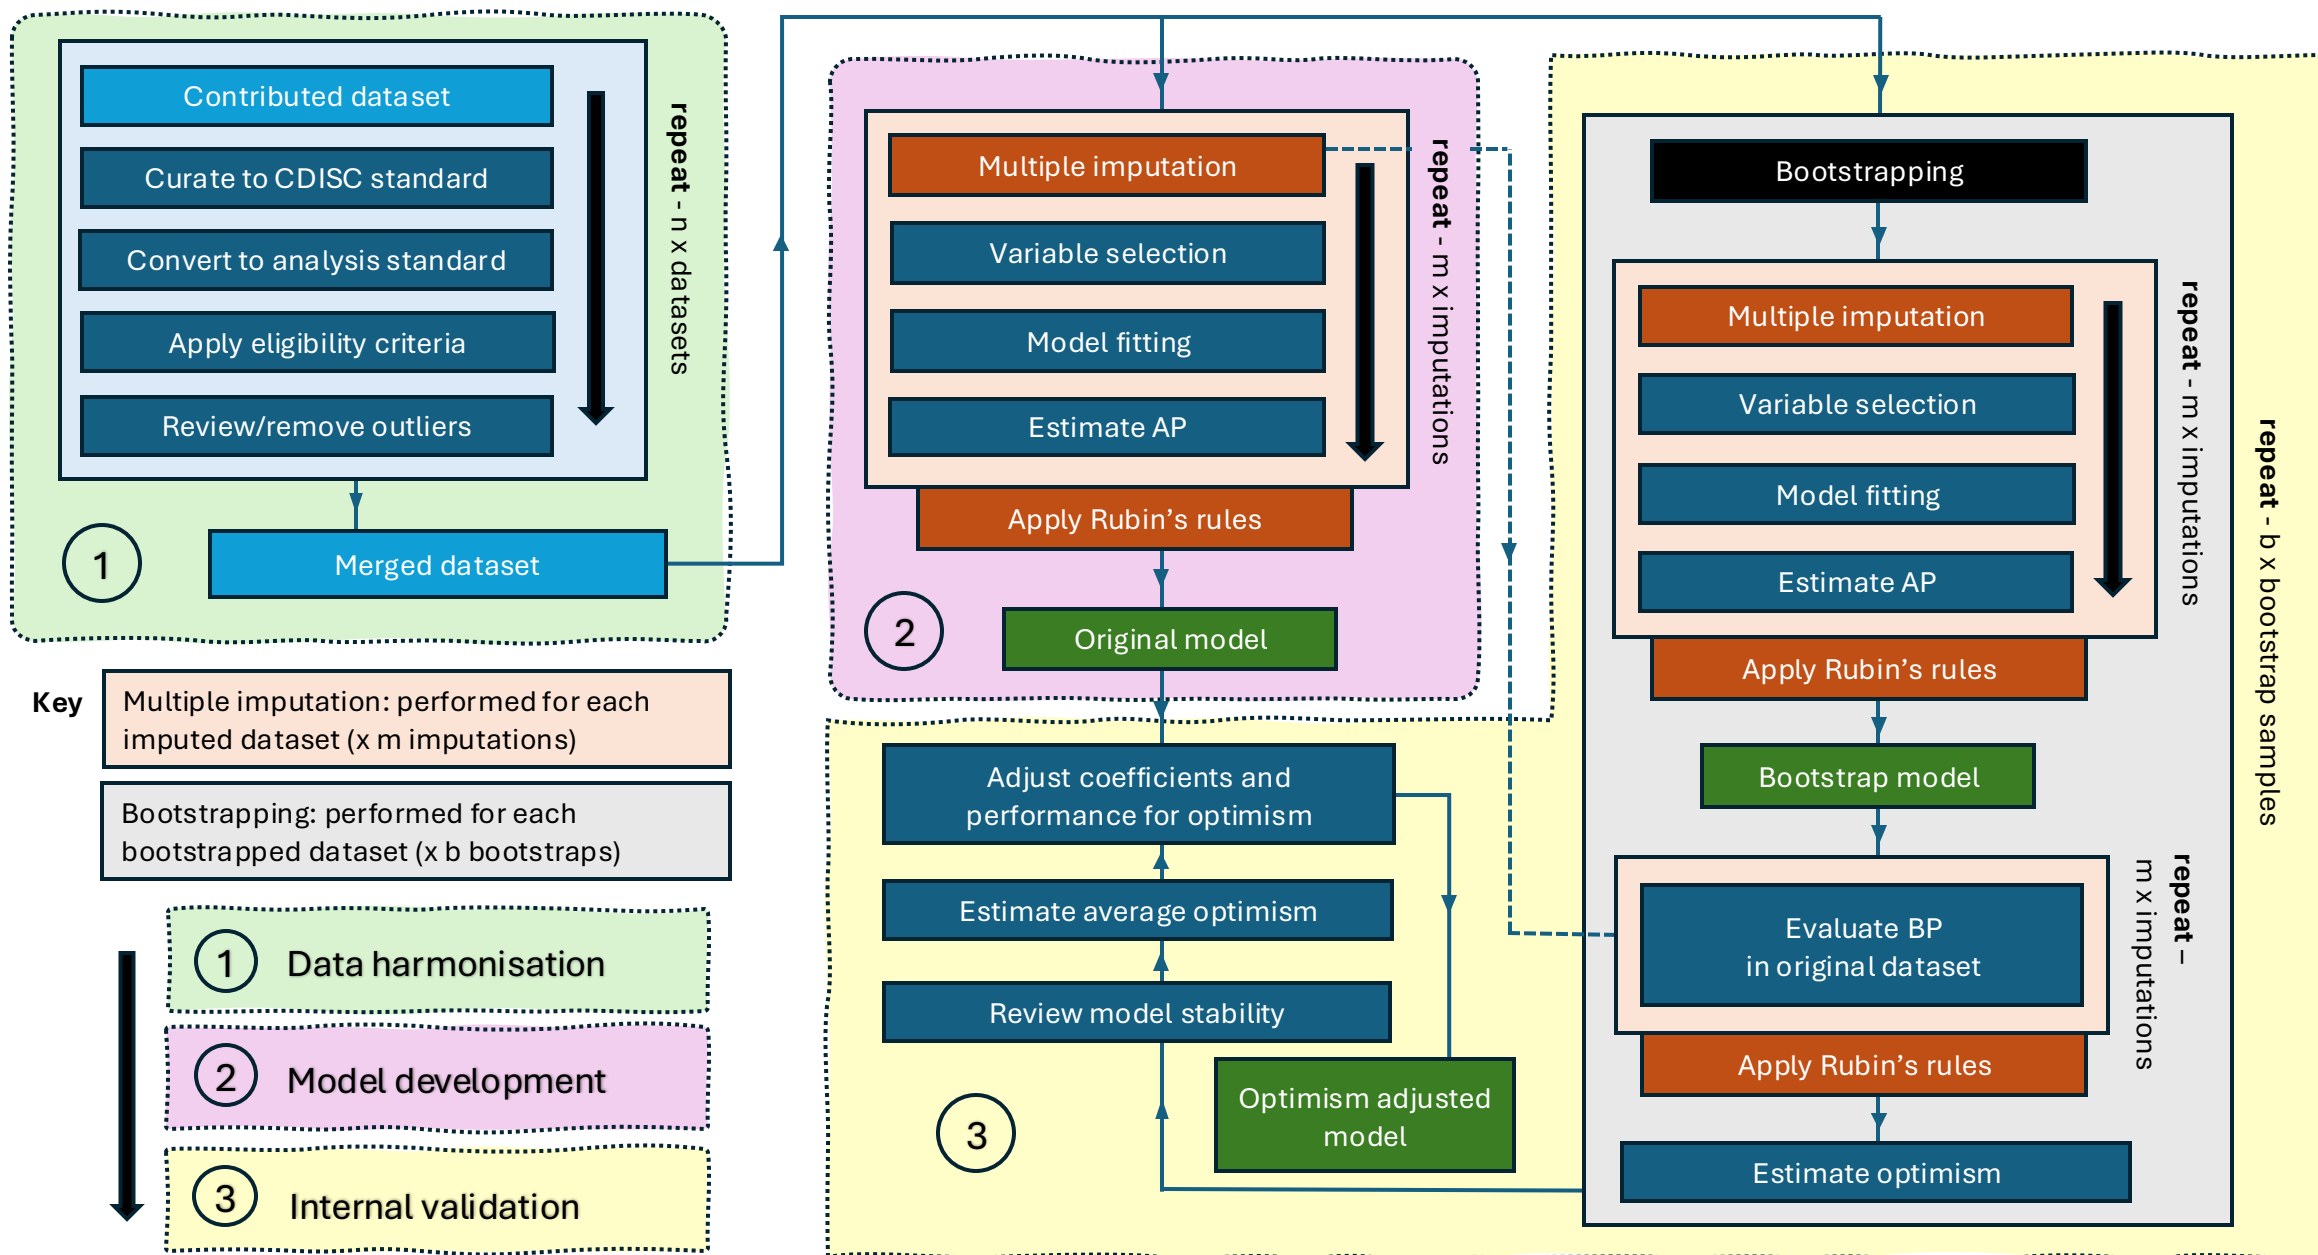 Contributed dataset
Curate to CDISC standard
Convert to analysis standard
Apply eligibility criteria
Review/remove outliers
repeat - n x datasets
1
Merged dataset
Key
Multiple imputation: performed for each
imputed dataset (x m imputations)
Bootstrapping: performed for each
bootstrapped dataset (x b bootstraps)
1
Data harmonisation
2
Model development
3
Internal validation
Multiple imputation
Variable selection
Model fitting
Estimate AP
repeat - m x imputations
Apply Rubin’s rules
2
Original model
Adjust coefficients and
performance for optimism
Estimate average optimism
Review model stability
3
Optimism adjusted
model
Bootstrapping
Multiple imputation
Variable selection
Model fitting
Estimate AP
repeat - m x imputations
Apply Rubin’s rules
Bootstrap model
Evaluate BP
in original dataset
repeat –
m x imputations
Apply Rubin’s rules
Estimate optimism
repeat - b x bootstrap samples